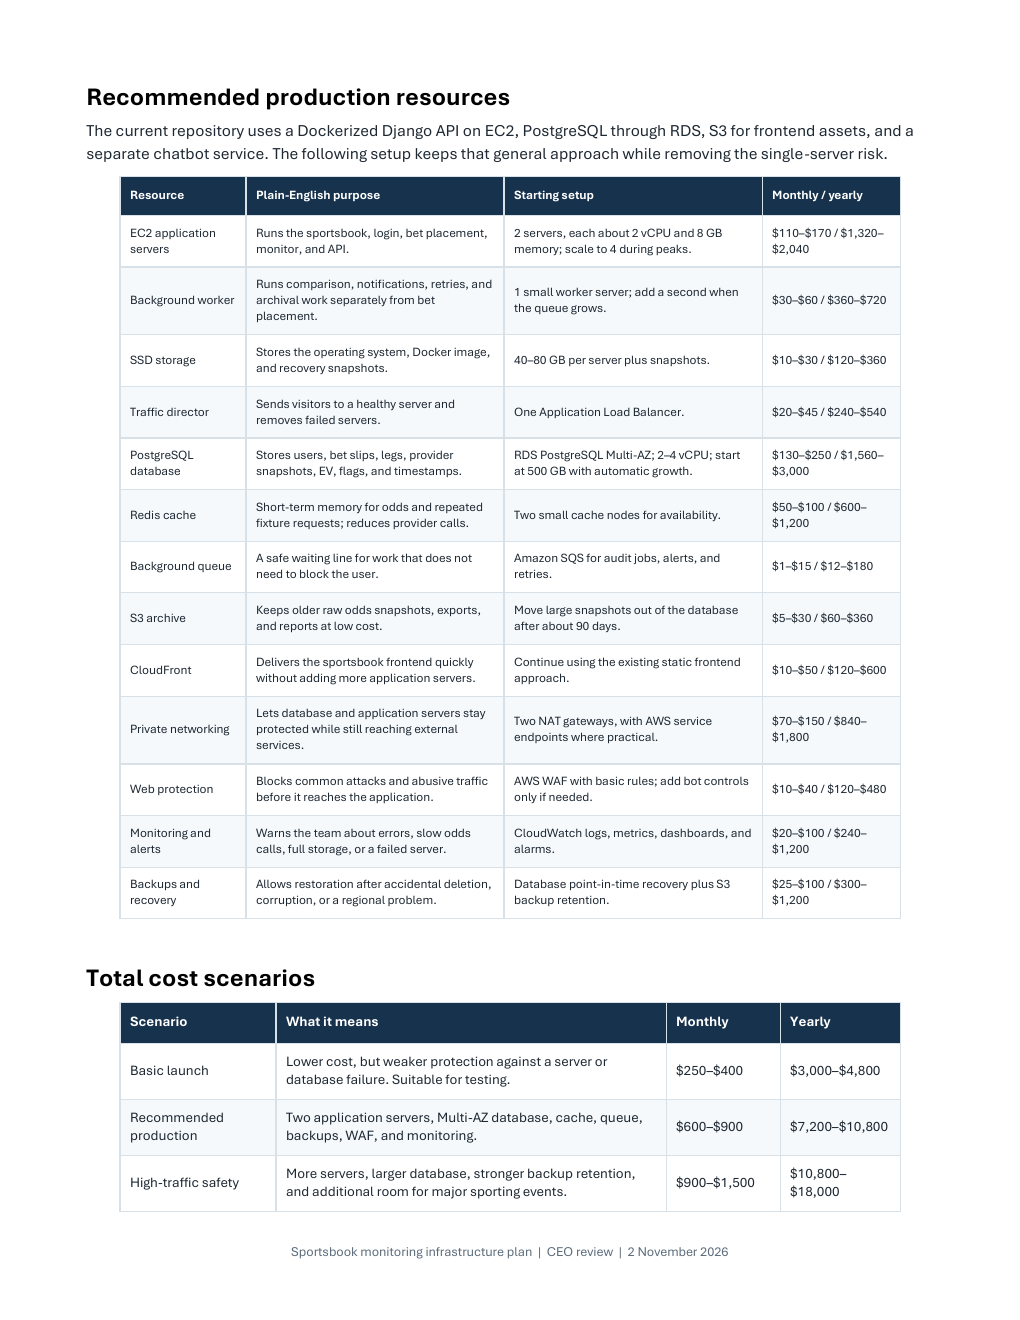 Recommended production resources
The current repository uses a Dockerized Django API on EC2, PostgreSQL through RDS, S3 for frontend assets, and a
separate chatbot service. The following setup keeps that general approach while removing the single-server risk.
Resource
Plain-English purpose
Starting setup
Monthly / yearly
EC2 application
servers
Runs the sportsbook, login, bet placement,
monitor, and API.
2 servers, each about 2 vCPU and 8 GB
memory; scale to 4 during peaks.
$110–$170 / $1,320–
$2,040
Background worker
Runs comparison, notifications, retries, and
archival work separately from bet
placement.
1 small worker server; add a second when
the queue grows.
$30–$60 / $360–$720
SSD storage
Stores the operating system, Docker image,
and recovery snapshots.
40–80 GB per server plus snapshots.
$10–$30 / $120–$360
Traffic director
Sends visitors to a healthy server and
removes failed servers.
One Application Load Balancer.
$20–$45 / $240–$540
PostgreSQL
database
Stores users, bet slips, legs, provider
snapshots, EV, flags, and timestamps.
RDS PostgreSQL Multi-AZ; 2–4 vCPU; start
at 500 GB with automatic growth.
$130–$250 / $1,560–
$3,000
Redis cache
Short-term memory for odds and repeated
fixture requests; reduces provider calls.
Two small cache nodes for availability.
$50–$100 / $600–
$1,200
Background queue
A safe waiting line for work that does not
need to block the user.
Amazon SQS for audit jobs, alerts, and
retries.
$1–$15 / $12–$180
S3 archive
Keeps older raw odds snapshots, exports,
and reports at low cost.
Move large snapshots out of the database
after about 90 days.
$5–$30 / $60–$360
CloudFront
Delivers the sportsbook frontend quickly
without adding more application servers.
Continue using the existing static frontend
approach.
$10–$50 / $120–$600
Private networking
Lets database and application servers stay
protected while still reaching external
services.
Two NAT gateways, with AWS service
endpoints where practical.
$70–$150 / $840–
$1,800
Web protection
Blocks common attacks and abusive traffic
before it reaches the application.
AWS WAF with basic rules; add bot controls
only if needed.
$10–$40 / $120–$480
Monitoring and
alerts
Warns the team about errors, slow odds
calls, full storage, or a failed server.
CloudWatch logs, metrics, dashboards, and
alarms.
$20–$100 / $240–
$1,200
Backups and
recovery
Allows restoration after accidental deletion,
corruption, or a regional problem.
Database point-in-time recovery plus S3
backup retention.
$25–$100 / $300–
$1,200
Total cost scenarios
Scenario
What it means
Monthly
Yearly
Basic launch
Lower cost, but weaker protection against a server or
database failure. Suitable for testing.
$250–$400
$3,000–$4,800
Recommended
production
Two application servers, Multi-AZ database, cache, queue,
backups, WAF, and monitoring.
$600–$900
$7,200–$10,800
High-traffic safety
More servers, larger database, stronger backup retention,
and additional room for major sporting events.
$900–$1,500
$10,800–
$18,000
Sportsbook monitoring infrastructure plan | CEO review | 2 November 2026